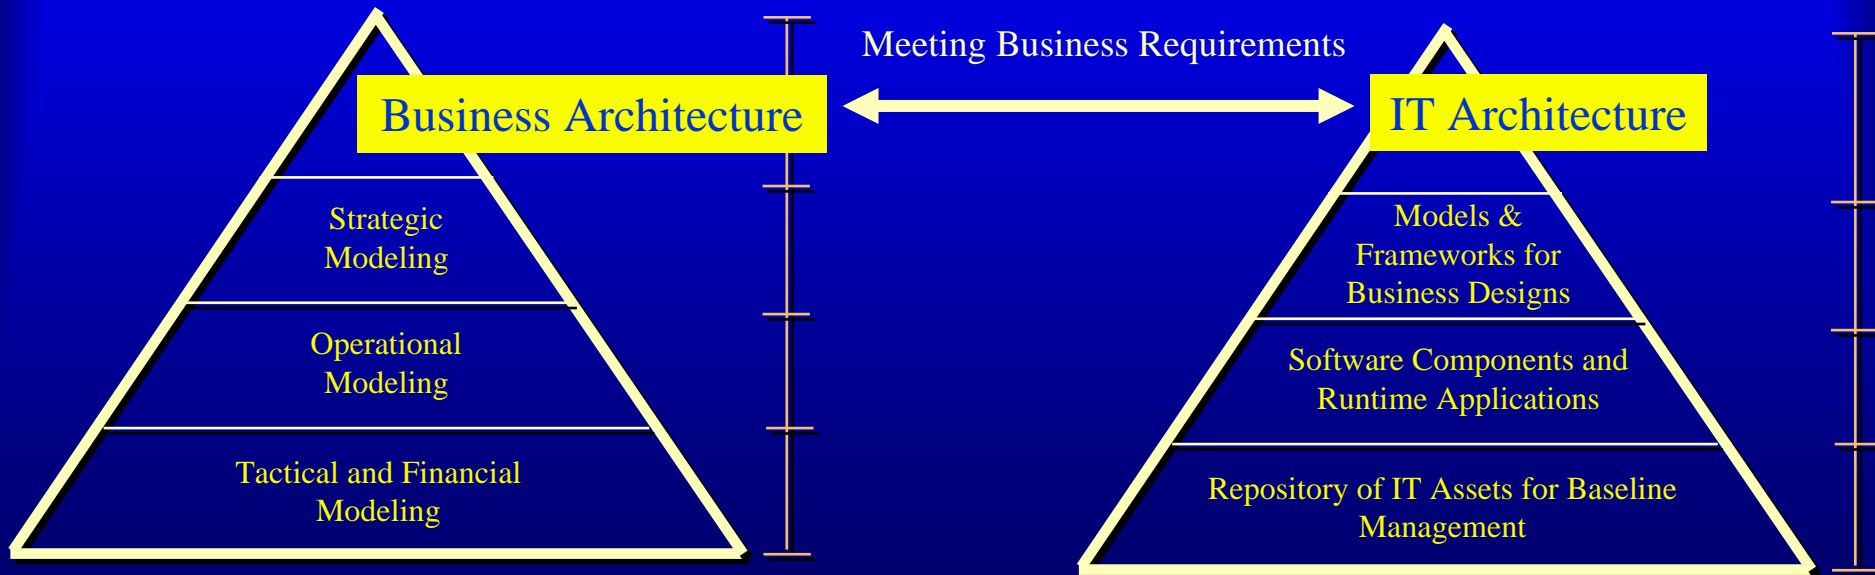 Meeting Business Requirements
Business Architecture
IT Architecture
Strategic
Modeling
Operational
Modeling
Tactical and Financial
Modeling
Models &
Frameworks for
Business Designs
Software Components and
Runtime Applications
Repository of IT Assets for Baseline
Management